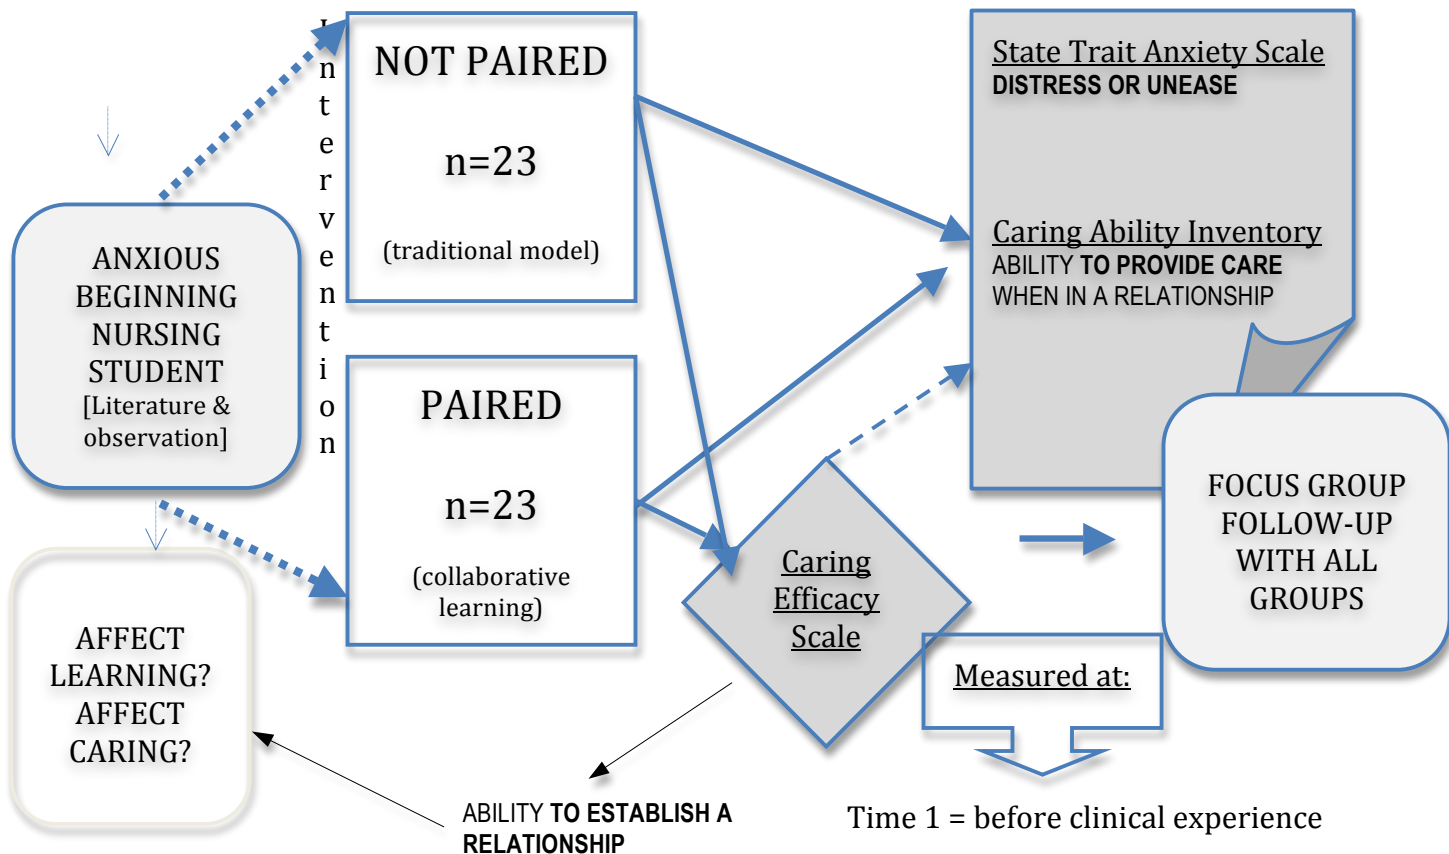 ANXIOUS
BEGINNING
NURSING
STUDENT
[Literature &
observation]
AFFECT
LEARNING?
AFFECT
CARING?
Intervention
NOT PAIRED
n=23
(traditional model)
PAIRED
n=23
(collaborative
learning)
State Trait Anxiety Scale
DISTRESS OR UNEASE
Caring Ability Inventory
ABILITY TO PROVIDE CARE
WHEN IN A RELATIONSHIP
Caring
Efficacy
Scale
ABILITY TO ESTABLISH A
RELATIONSHIP
FOCUS GROUP
FOLLOW-UP
WITH ALL
GROUPS
Measured at:
Time 1 = before clinical experience